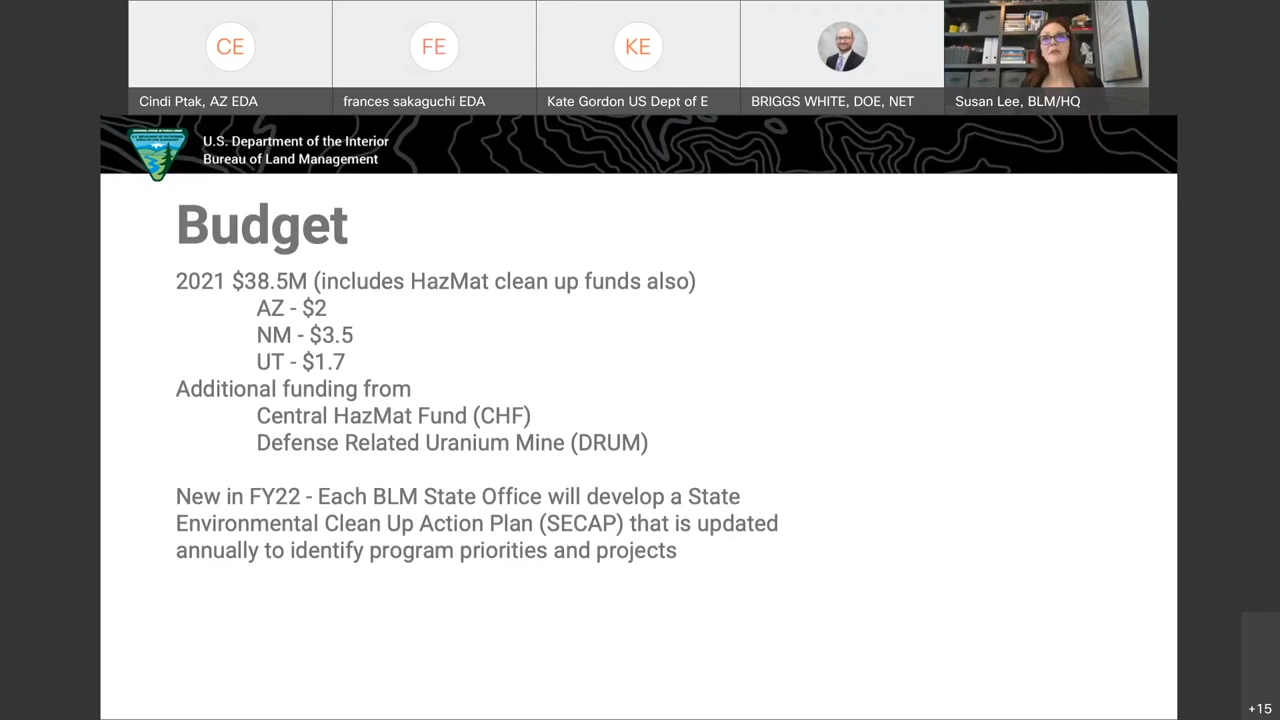 CE
FE
KE
Cindi Ptak, AZ EDA
frances sakaguchi EDA
Kate Gordon US Dept of E
BRIGGS WHITE, DOE, NET
Susan Lee, BLM/HQ
U.S. Department of the Interior
Bureau of Land Management
Budget
2021 $38.5M (includes HazMat clean up funds also)
AZ - $2
NM - $3.5
UT - $1.7
Additional funding from
Central HazMat Fund (CHF)
Defense Related Uranium Mine (DRUM)
New in FY22 - Each BLM State Office will develop a State
Environmental Clean Up Action Plan (SECAP) that is updated
annually to identify program priorities and projects
+15